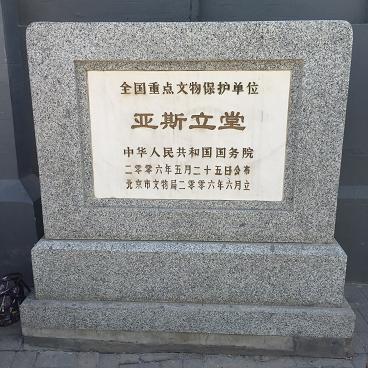 全国重点文物保护单位
亚斯立堂
中华人民共和国国务院
二零零六年五月二十五日公布
北京市文物局二零零六年六月立